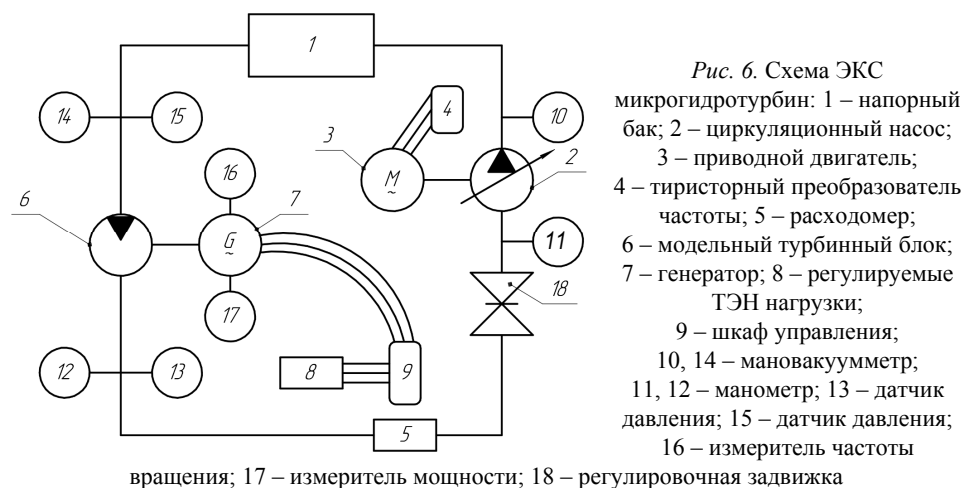 1
14
15
3
4
10
M
~
2
6
16
7
G
~
11
17
18
12
13
8
9
5
Рис. 6. Схема ЭКС
микрогидротурбин: 1 – напорный
бак; 2 – циркуляционный насос;
3 – приводной двигатель;
4 – тиристорный преобразователь
частоты; 5 – расходомер;
6 – модельный турбинный блок;
7 – генератор; 8 – регулируемые
ТЭН нагрузки;
9 – шкаф управления;
10, 14 – мановакуумметр;
11, 12 – манометр; 13 – датчик
давления; 15 – датчик давления;
16 – измеритель частоты
вращения; 17 – измеритель мощности; 18 – регулировочная задвижка